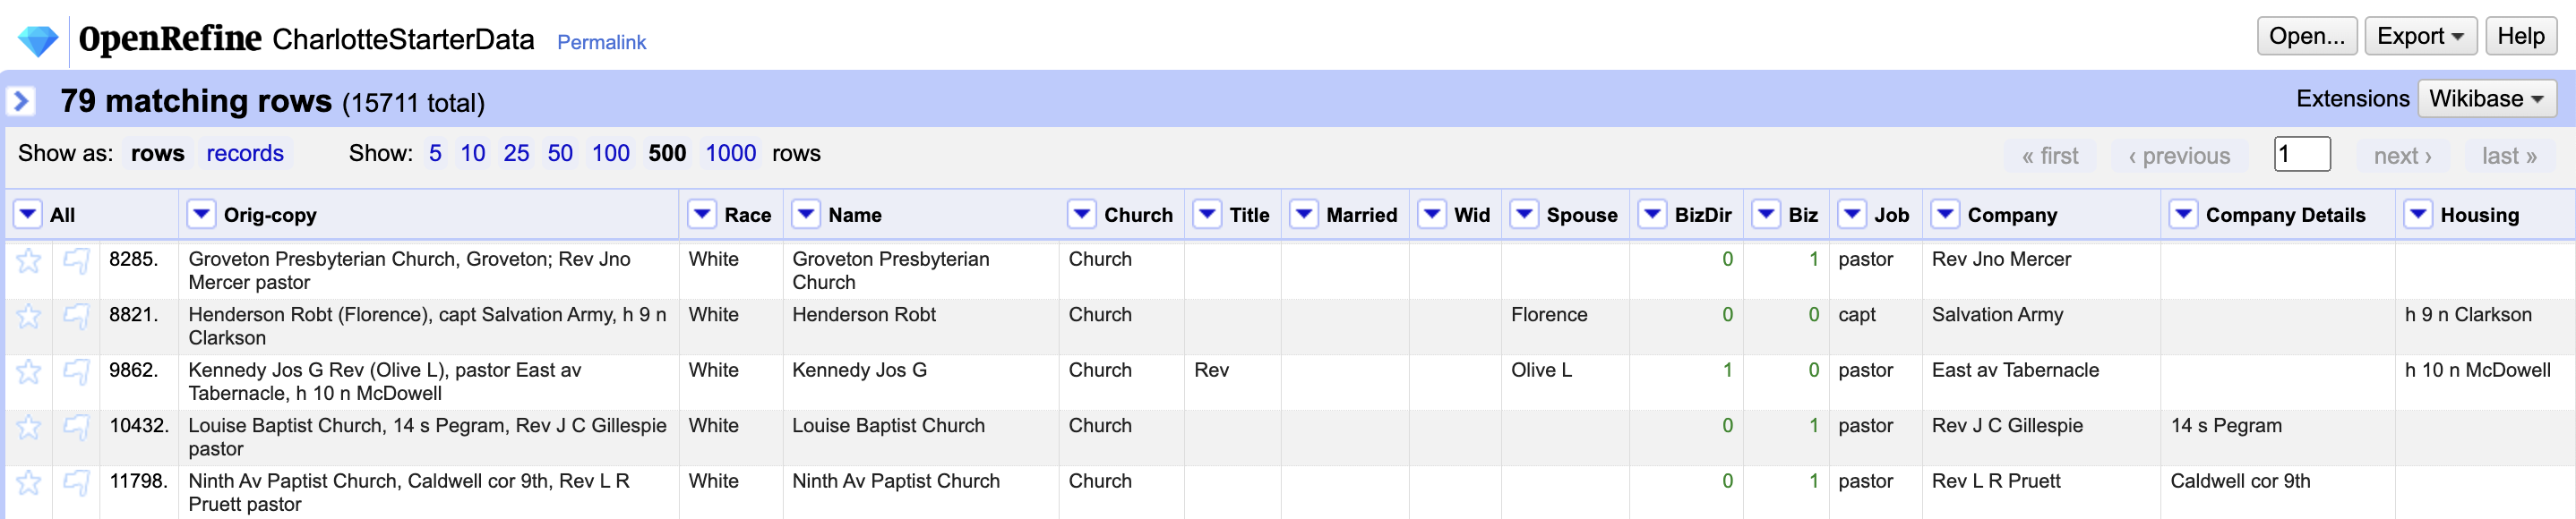 OpenRefine CharlotteStarterData Permalink Open... Export Help
79 matching rows (15711 total) Extensions Wikibase
Show as: rows records Show: 5 10 25 50 100 500 1000 rows « first ‹ previous 1 next › last »
All Orig-copy Race Name Church Title Married Wid Spouse BizDir Biz Job Company Company Details Housing
8285. Groveton Presbyterian Church, Groveton; Rev Jno White Groveton Presbyterian Church 0 1 pastor Rev Jno Mercer
Mercer pastor Church
8821. Henderson Robt (Florence), capt Salvation Army, h 9 n White Henderson Robt Church Florence 0 0 capt Salvation Army h 9 n Clarkson
Clarkson
9862. Kennedy Jos G Rev (Olive L), pastor East av White Kennedy Jos G Church Rev Olive L 1 0 pastor East av Tabernacle h 10 n McDowell
Tabernacle, h 10 n McDowell
10432. Louise Baptist Church, 14 s Pegram, Rev J C Gillespie White Louise Baptist Church Church 0 1 pastor Rev J C Gillespie 14 s Pegram
pastor
11798. Ninth Av Paptist Church, Caldwell cor 9th, Rev L R White Ninth Av Paptist Church Church 0 1 pastor Rev L R Pruett Caldwell cor 9th
Pruett pastor